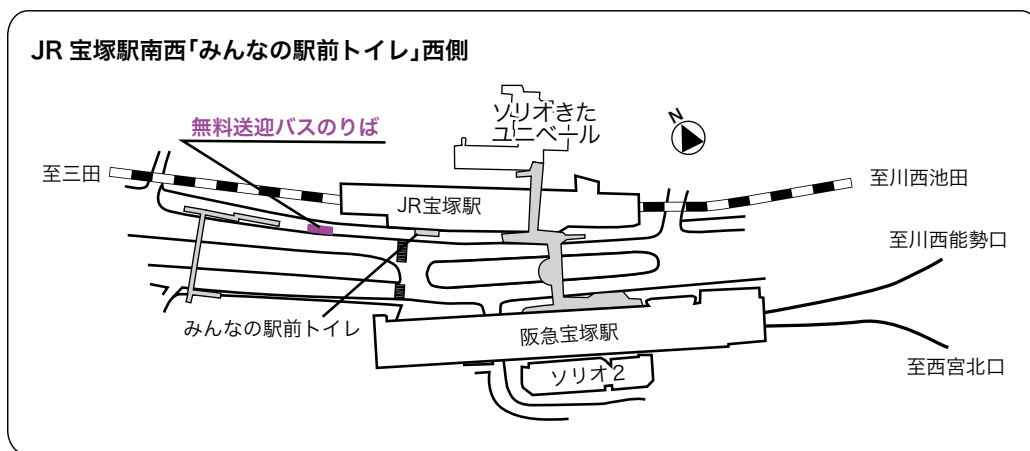 JR 宝塚駅南西「みんなの駅前トイレ」西側
ソリオきた
ユニベール
N
無料送迎バスのりば
至三田
至川西池田
JR宝塚駅
至川西能勢口
みんなの駅前トイレ
阪急宝塚駅
至西宮北口
ソリオ２